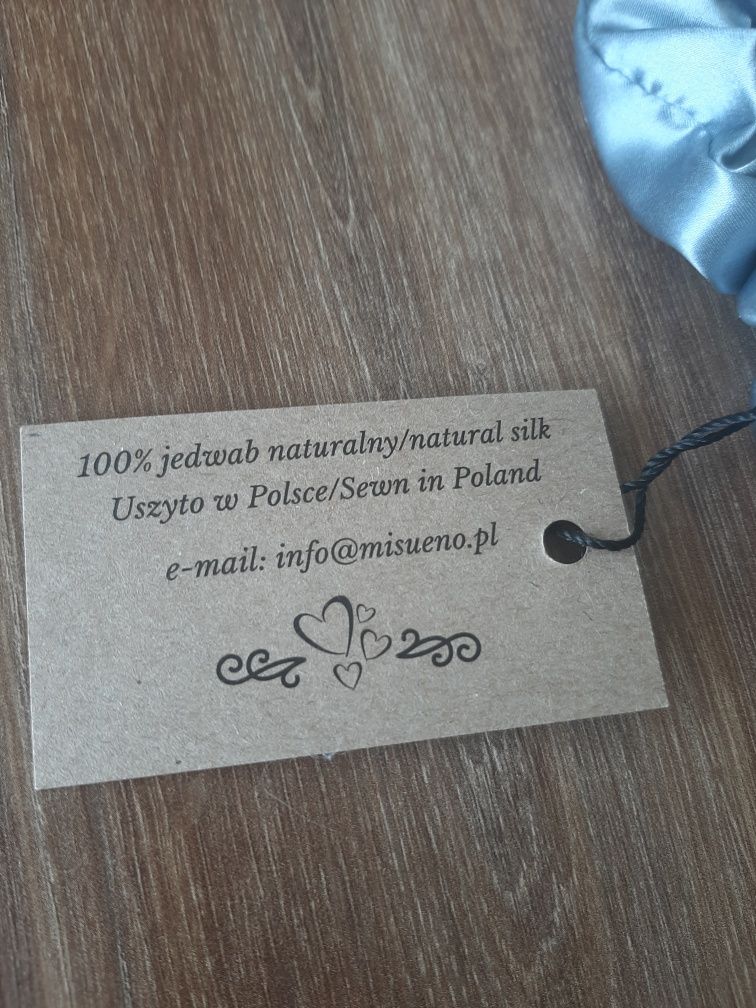 100% jedwab naturalny/natural silk
Uszyto w Polsce/Sewn in Poland
e-mail: info@misueno.pl